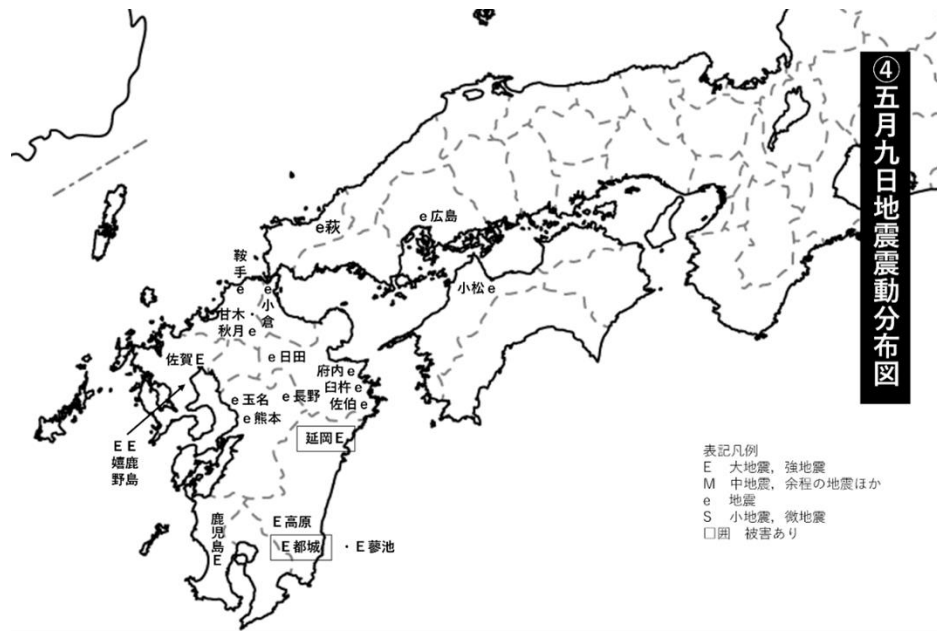 ④五月九日地震震動分布図
e萩
e広島
鞍手e
e小倉
小松e
甘木・
秋月e
佐賀E
e日田
府内e
臼杵e
佐伯e
e玉名
e長野
e熊本
延岡E
E E
嬉鹿
野島
鹿児島E
E高原
E都城
・E蓼池
表記凡例
E 大地震，強地震
M 中地震，余程の地震ほか
e 地震
S 小地震，微地震
□囲 被害あり